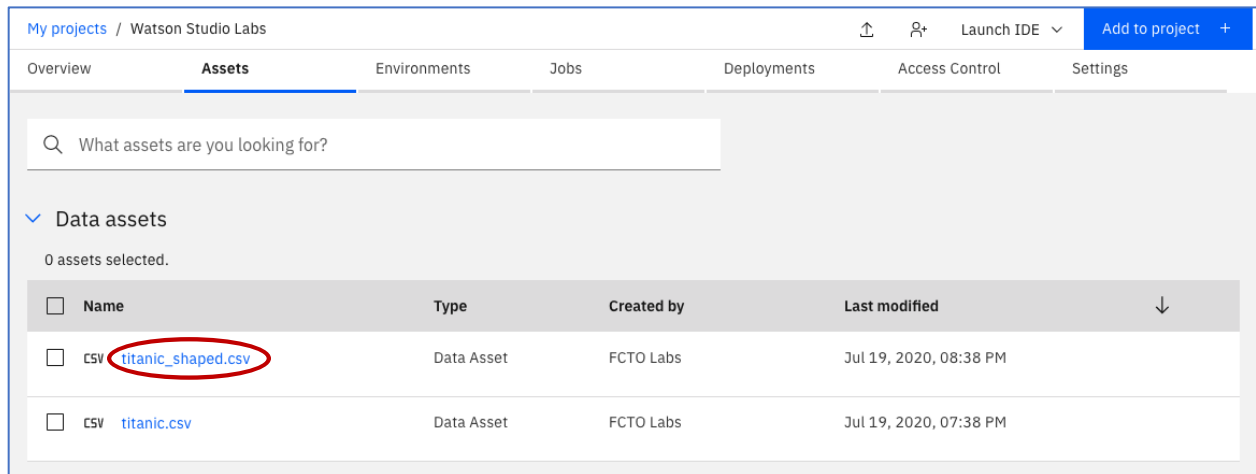 My projects / Watson Studio Labs Launch IDE Add to project +
Overview Assets Environments Jobs Deployments Access Control Settings
What assets are you looking for?
Data assets
0 assets selected.
Name Type Created by Last modified
CSV titanic_shaped.csv Data Asset FCTO Labs Jul 19, 2020, 08:38 PM
CSV titanic.csv Data Asset FCTO Labs Jul 19, 2020, 07:38 PM